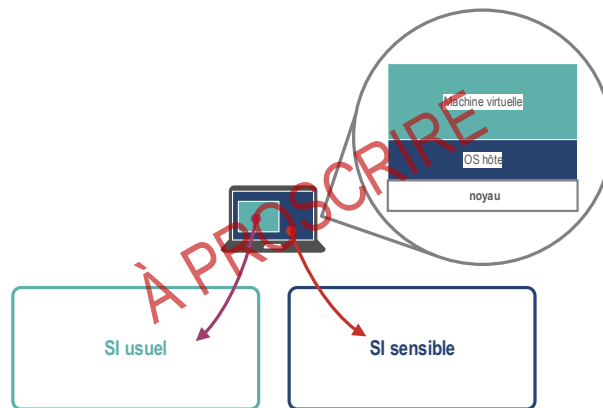 Machine virtuelle
OS hôte
noyau
À PROSCRIRE
SI usuel
SI sensible